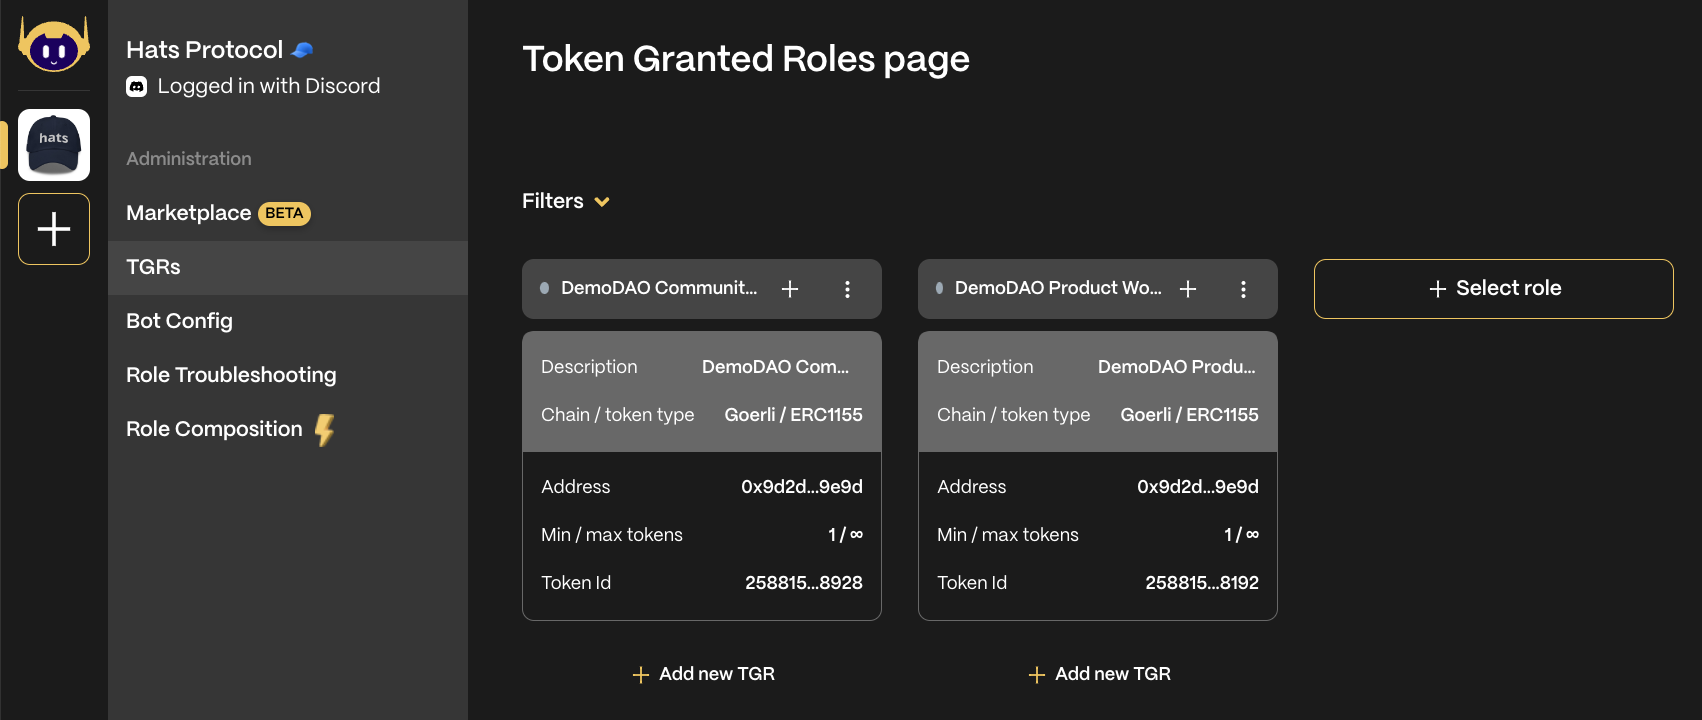 Hats Protocol
Logged in with Discord
hats
Administration
Marketplace BETA
TGRs
Bot Config
Role Troubleshooting
Role Composition
Token Granted Roles page
Filters
DemoDAO Communit...
Description DemoDAO Com...
Chain / token type Goerli / ERC1155
Address 0x9d2d...9e9d
Min / max tokens 1 / ∞
Token Id 258815...8928
+ Add new TGR
DemoDAO Product Wo...
Description DemoDAO Produ...
Chain / token type Goerli / ERC1155
Address 0x9d2d...9e9d
Min / max tokens 1 / ∞
Token Id 258815...8192
+ Add new TGR
+ Select role